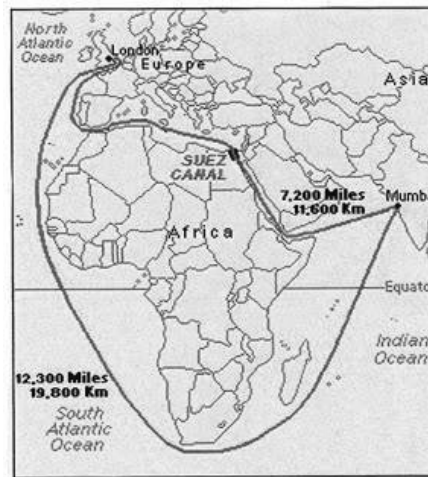 North
Atlantic
Ocean
London
Europe
Asia
SUEZ
CANAL
7,200 Miles
11,600 Km
Mumba
Africa
Equato
Indian
Ocean
12,300 Miles
19,800 Km
South
Atlantic
Ocean